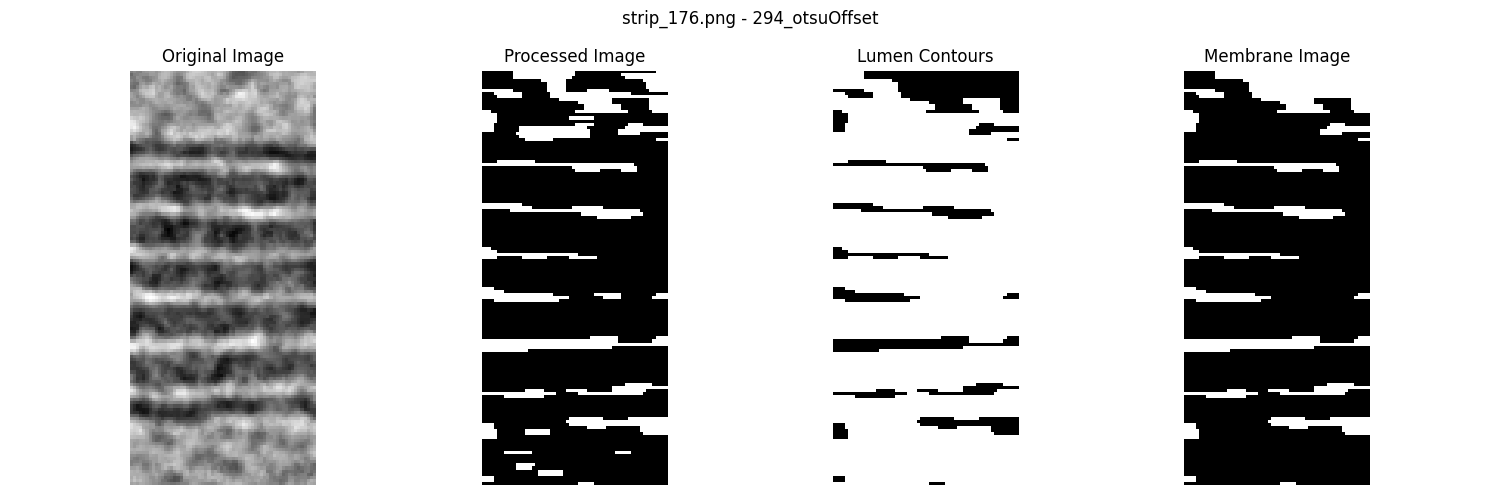 strip_176.png - 294_otsuOffset
Original Image
Processed Image
Lumen Contours
Membrane Image